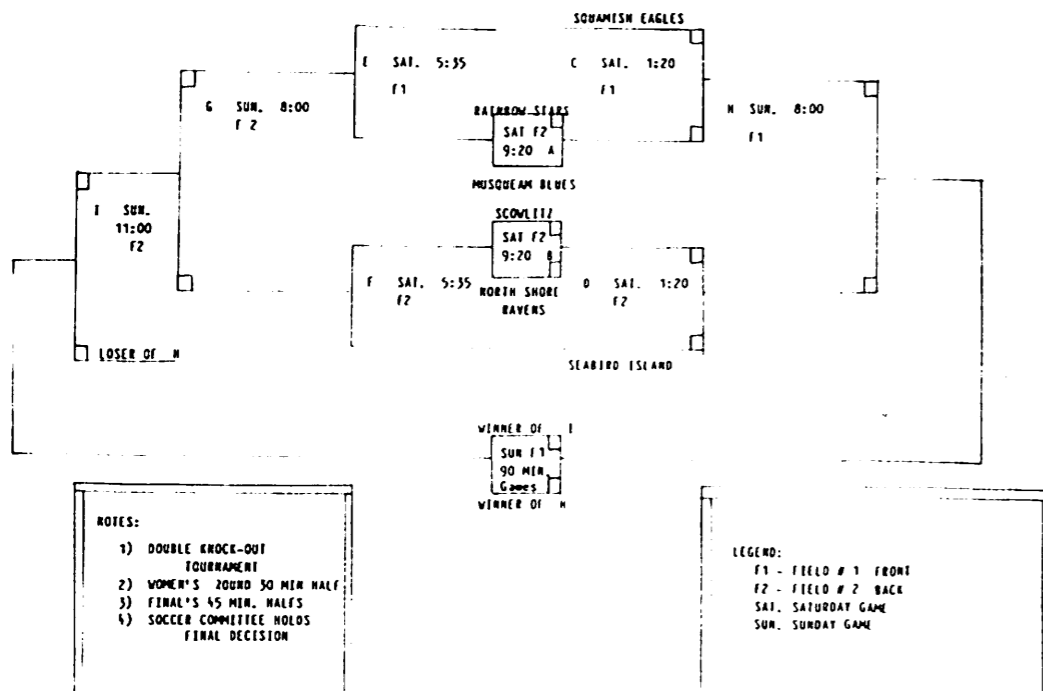 SQUAMISH EAGLES
E SAT. 5:35
F1
C SAT. 1:20
F1
G SUN. 8:00
F 2
RAINBOW STARS
SAT F2
9:20 A
MUSQUEAM BLUES
H SUN. 8:00
F1
I SUN.
11:00
F2
SCOWLITZ
SAT F2
9:20 B
NORTH SHORE
RAVENS
F SAT. 5:35
F2
D SAT. 1:20
F2
LOSER OF H
SEABIRD ISLAND
WINNER OF I
SUN F1
90 MIN.
Games
WINNER OF H
NOTES:
1) DOUBLE KNOCK-OUT
TOURNAMENT
2) WOMEN'S ROUND 30 MIN HALF
3) FINAL'S 45 MIN. HALFS
4) SOCCER COMMITTEE HOLDS
FINAL DECISION
LEGEND:
F1 - FIELD # 1 FRONT
F2 - FIELD # 2 BACK
SAT. SATURDAY GAME
SUN. SUNDAY GAME